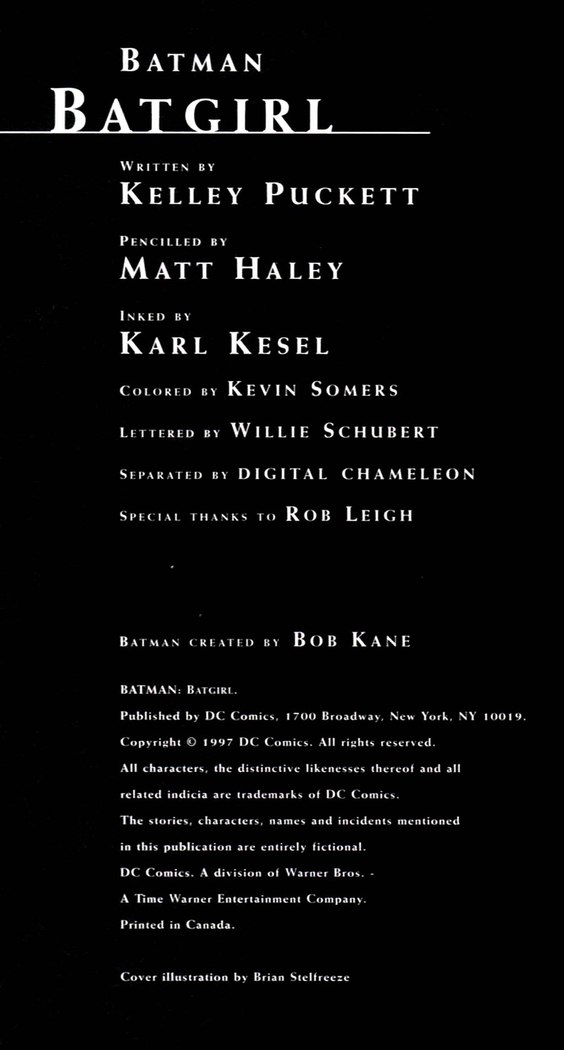 BATMAN
BATGIRL
WRITTEN BY
KELLEY PUCKETT
PENCILLED BY
MATT HALEY
INKED BY
KARL KESEL
COLORED BY KEVIN SOMERS
LETTERED BY WILLIE SCHUBERT
SEPARATED BY DIGITAL CHAMELEON
SPECIAL THANKS TO ROB LEIGH
BATMAN CREATED BY BOB KANE
BATMAN: BATGIRL.
Published by DC Comics, 1700 Broadway, New York, NY 10019.
Copyright © 1997 DC Comics. All rights reserved.
All characters, the distinctive likenesses thereof and all
related indicia are trademarks of DC Comics.
The stories, characters, names and incidents mentioned
in this publication are entirely fictional.
DC Comics. A division of Warner Bros. -
A Time Warner Entertainment Company.
Printed in Canada.
Cover illustration by Brian Stelfreeze